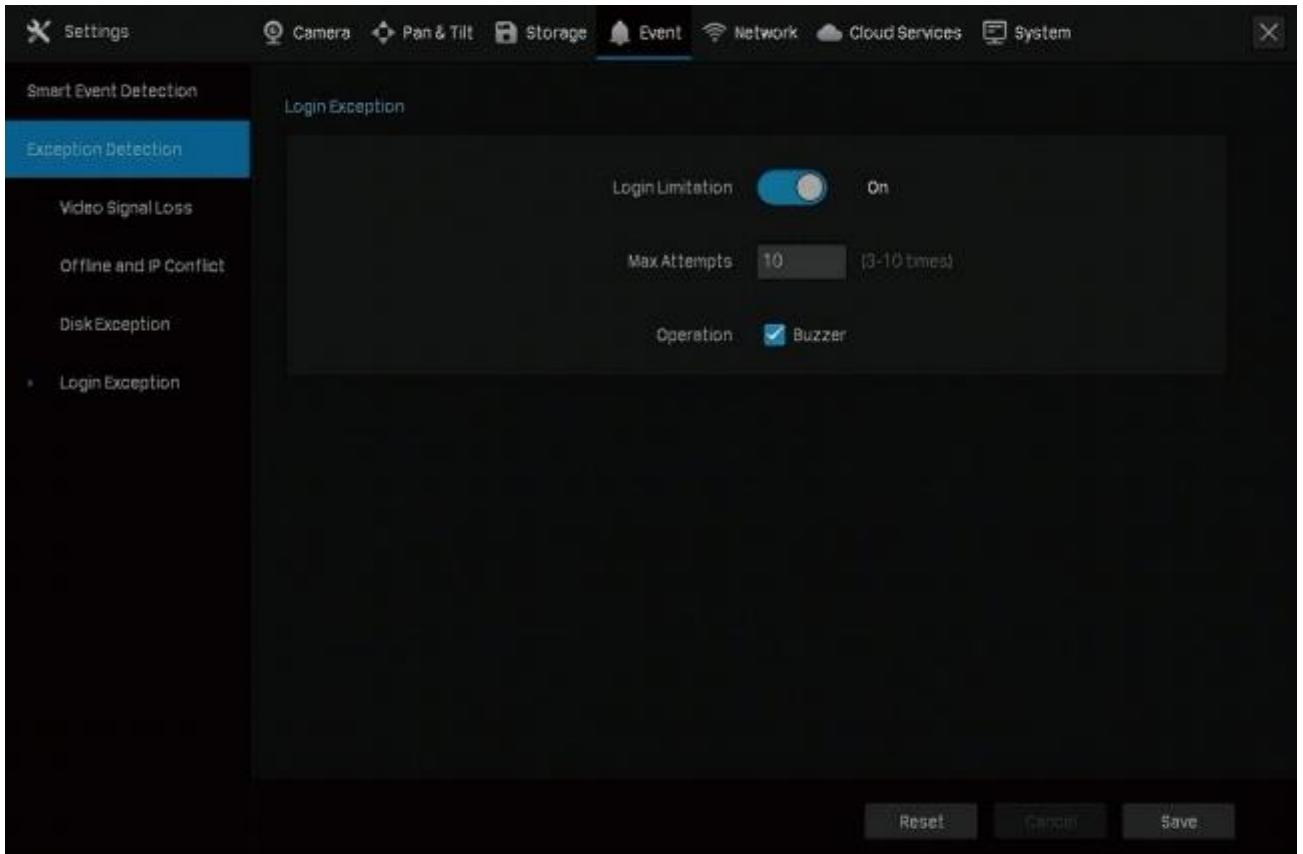 Settings
Camera
Pan & Tilt
Storage
Event
Network
Cloud Services
System
Smart Event Detection
Exception Detection
Video Signal Loss
Offline and IP Conflict
Disk Exception
Login Exception
Login Exception
Login Limitation
On
Max Attempts
10
(3-10 times)
Operation
Buzzer
Reset
Cancel
Save